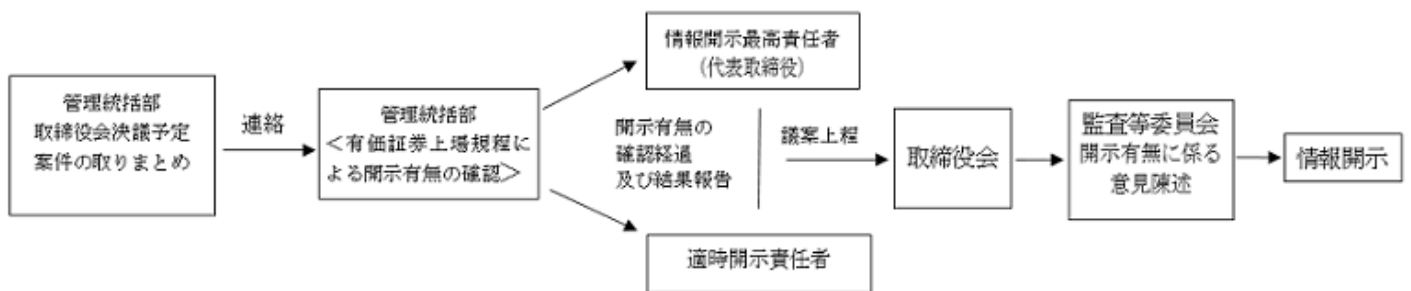 管理統括部
取締役会決議予定
案件の取りまとめ
連絡
管理統括部
＜有価証券上場規程に
よる開示有無の確認＞
情報開示最高責任者
(代表取締役)
開示有無の
確認経過
及び結果報告
適時開示責任者
議案上程
取締役会
監査等委員会
開示有無に係る
意見陳述
情報開示